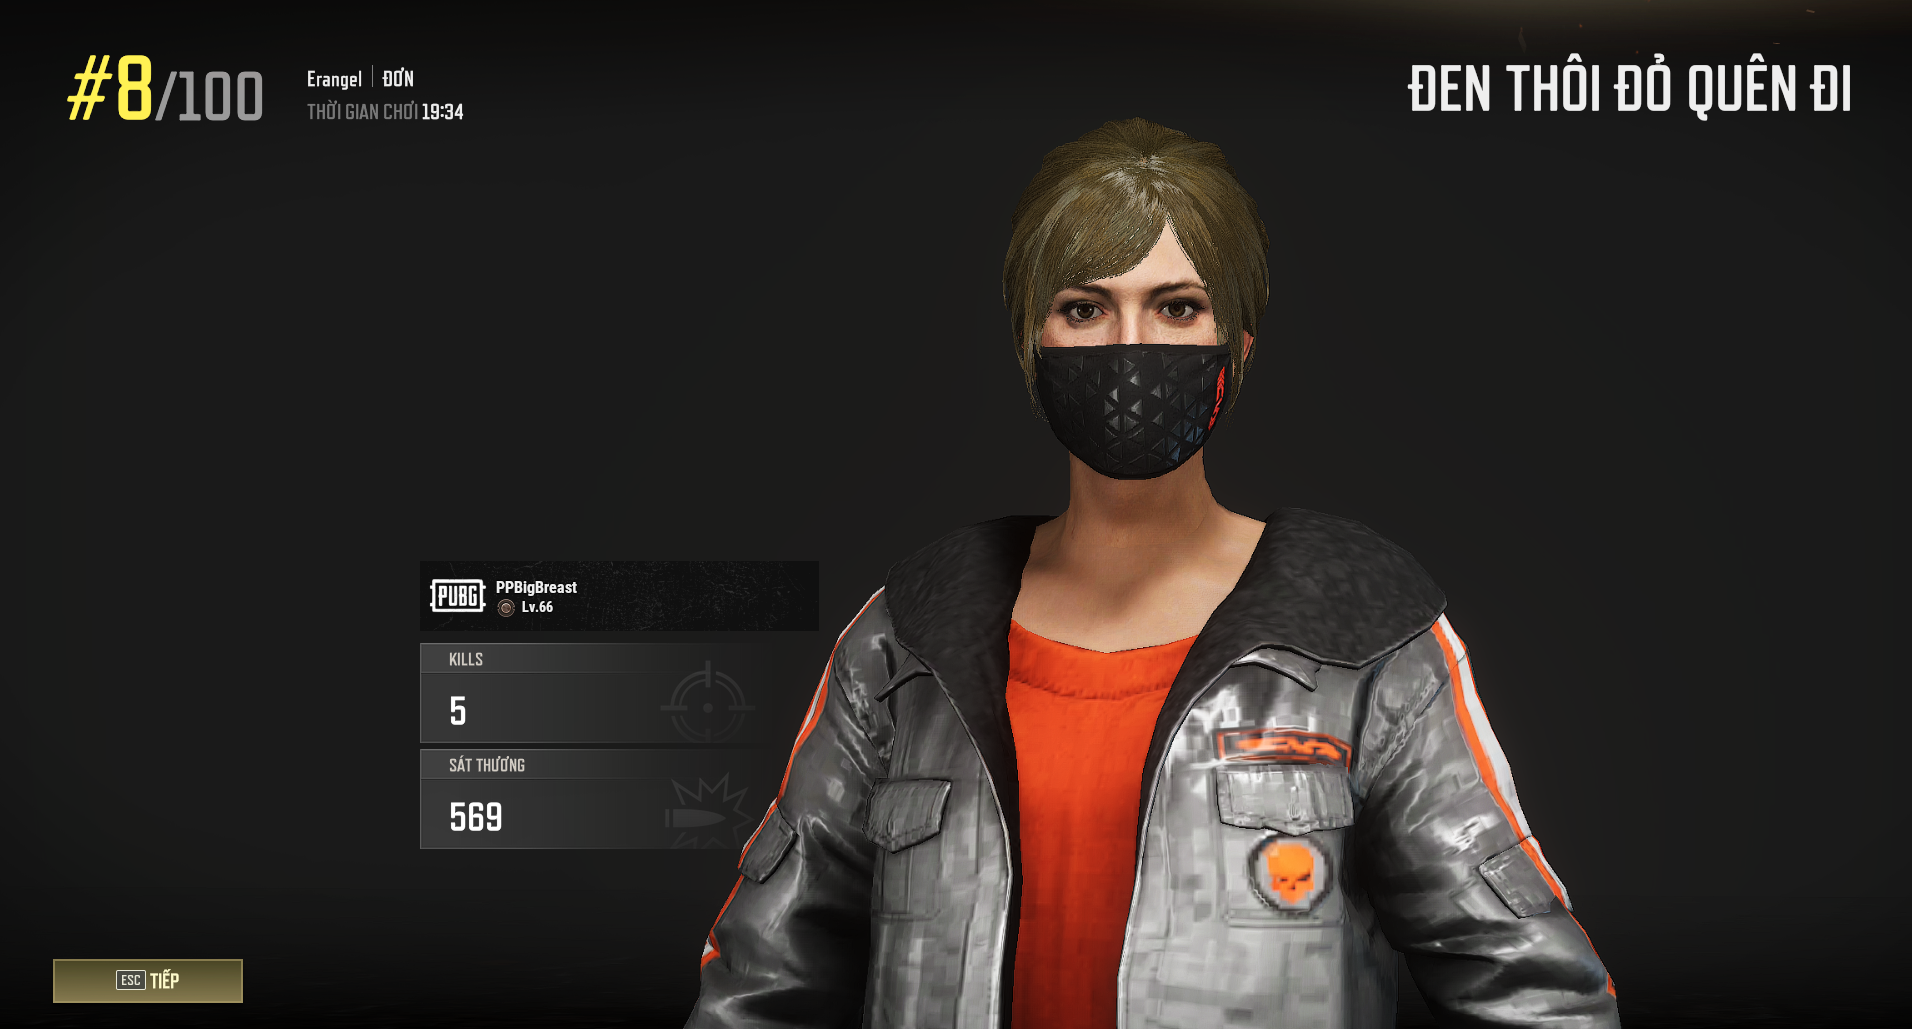 #8/100
Erangel | ĐƠN
THỜI GIAN CHƠI 19:34
ĐEN THÔI ĐỎ QUÊN ĐI
PUBG
PPBigBreast
Lv.66
KILLS
5
SÁT THƯƠNG
569
ESC TIẾP